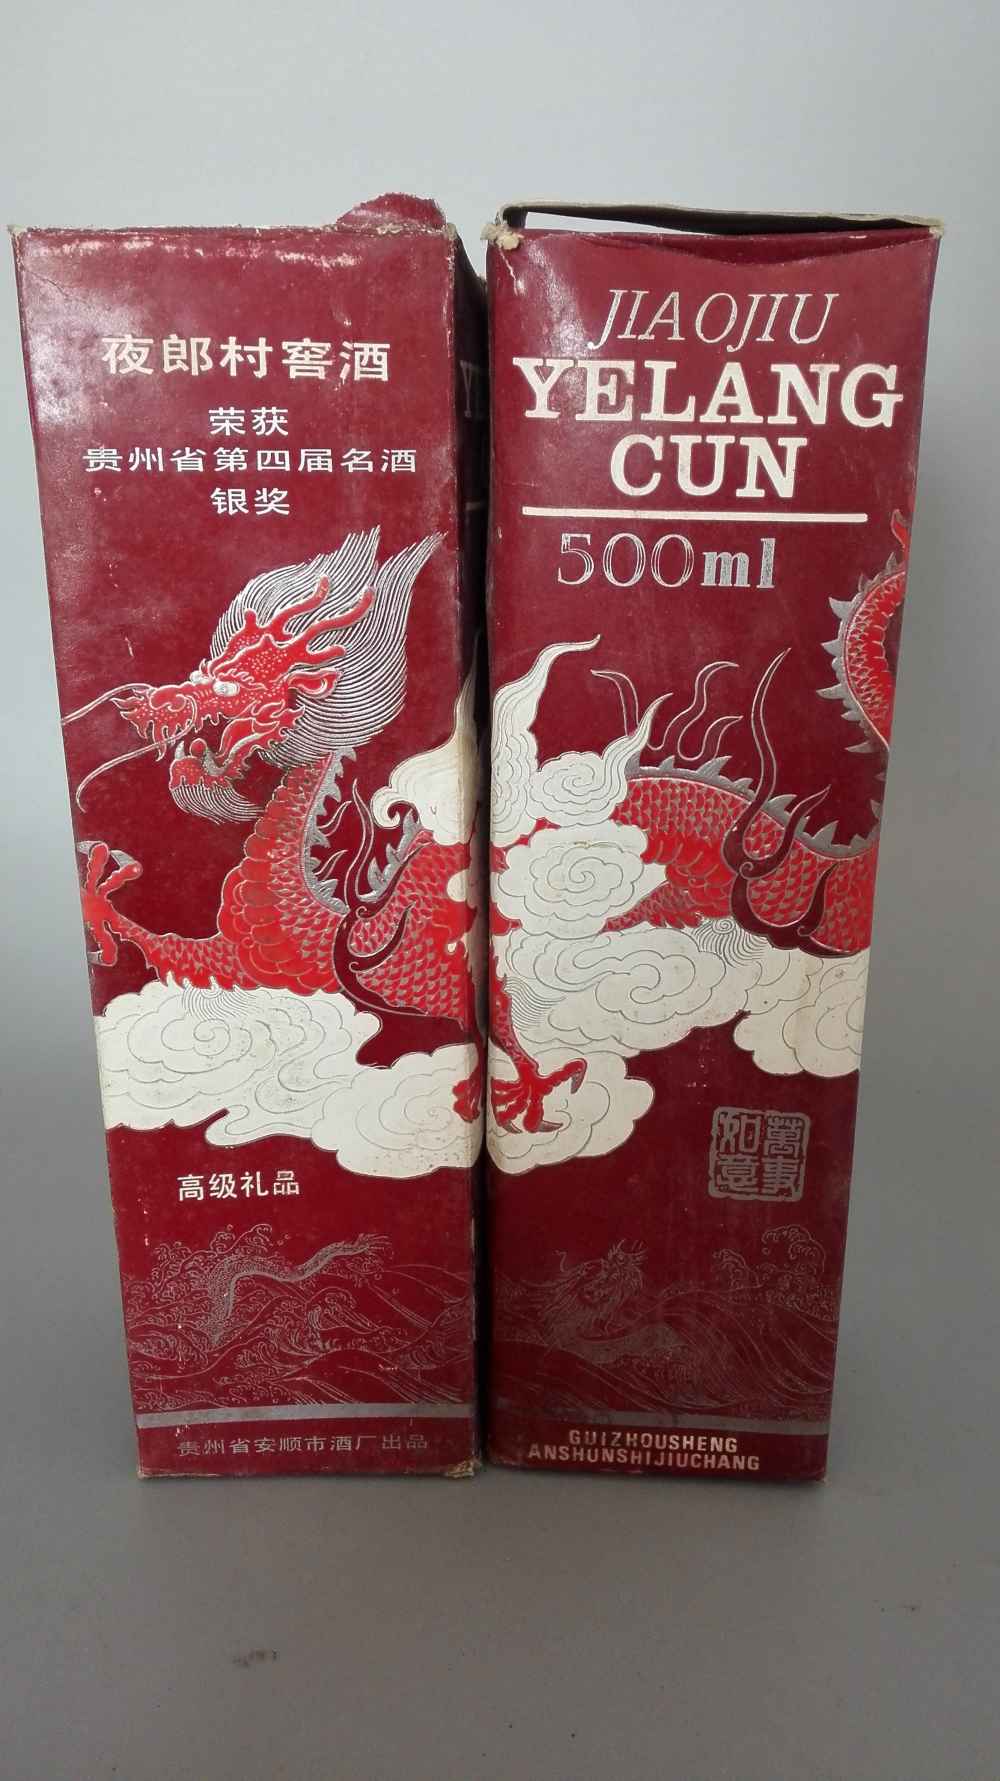 夜郎村窖酒
荣获
贵州省第四届名酒
银奖
高级礼品
贵州省安顺市酒厂出品
JIAOJIU
YELANG
CUN
500ml
萬事
如意
GUIZHOUSHENG
ANSHUNSHIJIUCHANG